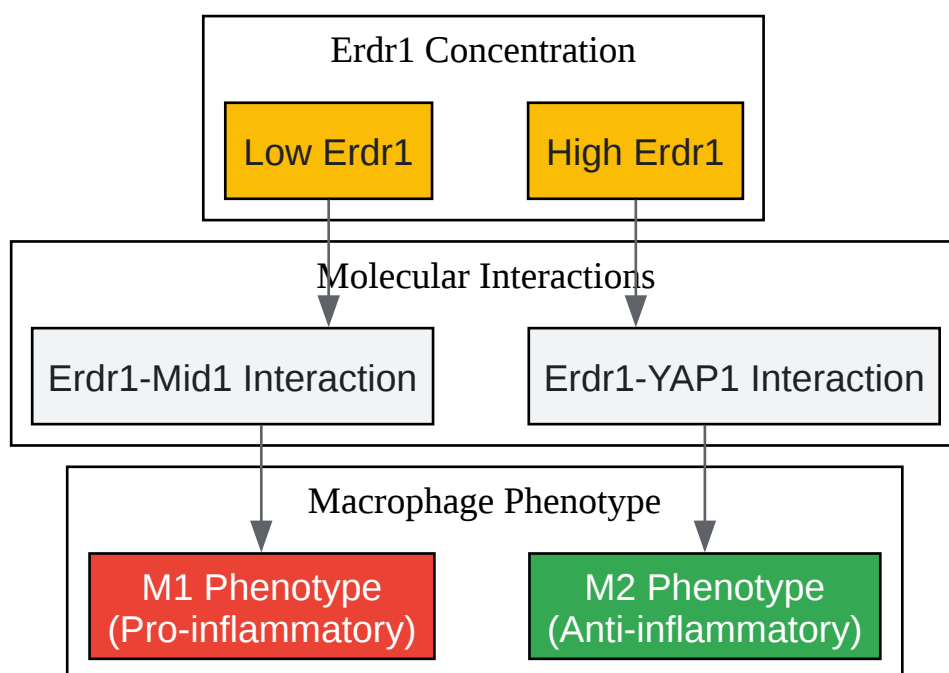 Erdr1 Concentration
Low Erdr1
High Erdr1
Molecular Interactions
Erdr1-Mid1 Interaction
Erdr1-YAP1 Interaction
Macrophage Phenotype
M1 Phenotype
(Pro-inflammatory)
M2 Phenotype
(Anti-inflammatory)